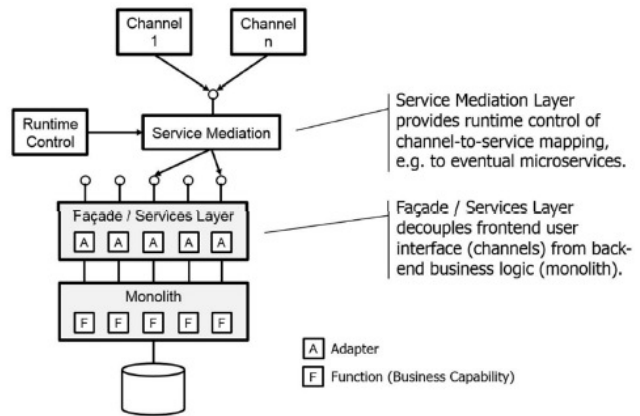 Channel
1
Channel
n
Runtime
Control
Service Mediation
Service Mediation Layer
provides runtime control of
channel-to-service mapping,
e.g. to eventual microservices.
Façade / Services Layer
A A A A A
Façade / Services Layer
decouples frontend user
interface (channels) from back-
end business logic (monolith).
Monolith
F F F F F
A Adapter
F Function (Business Capability)